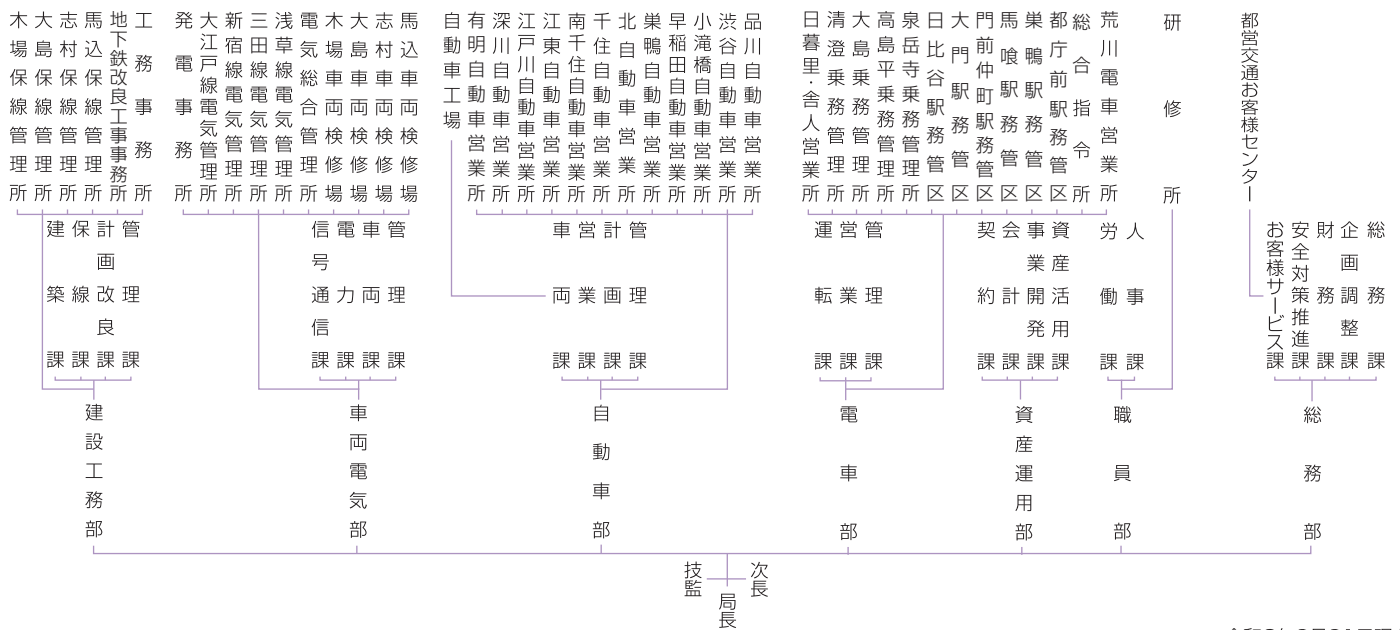 都営交通お客様センター
研修所
荒川電車営業所
総合指令所
都庁前駅務管区
巣鴨駅務管区
馬喰駅務管区
門前仲町駅務管区
大門駅務管区
日比谷駅務管区
泉岳寺乗務管理所
高島平乗務管理所
大島乗務管理所
清澄乗務管理所
日暮里・舎人営業所
品川自動車営業所
渋谷自動車営業所
小滝橋自動車営業所
早稲田自動車営業所
巣鴨自動車営業所
北自動車営業所
千住自動車営業所
南千住自動車営業所
江東自動車営業所
江戸川自動車営業所
深川自動車営業所
有明自動車営業所
自動車工場
馬込車両検修場
志村車両検修場
大島車両検修場
木場車両検修場
電気総合管理所
浅草線電気管理所
三田線電気管理所
新宿線電気管理所
大江戸線電気管理所
発電事務所
工務事務所
地下鉄改良工事事務所
馬込保線管理所
志村保線管理所
大島保線管理所
木場保線管理所
総務課
企画調整課
財務課
安全対策推進課
お客様サービス課
人事課
労働課
資産活用課
事業開発課
会計課
契約課
管理課
営業課
運転課
管理課
計画課
営業課
車両課
管理課
車両課
電力課
信号通信課
管理課
計画改良課
保線課
建築課
総務部
職員部
資産運用部
電車部
自動車部
車両電気部
建設工務部
次長
技監
局長